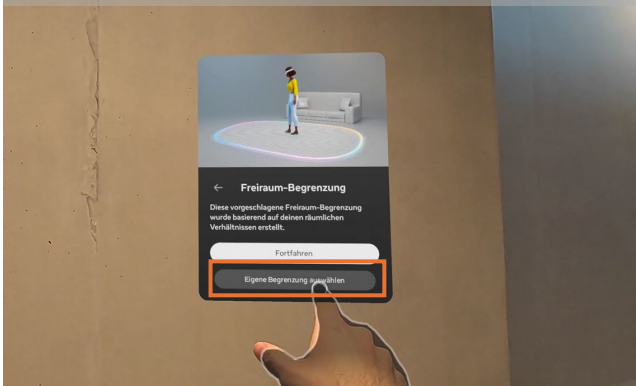 Freiraum-Begrenzung
Diese vorgeschlagene Freiraum-Begrenzung
wurde basierend auf deinen räumlichen
Verhältnissen erstellt.
Fortfahren
Eigene Begrenzung auswählen